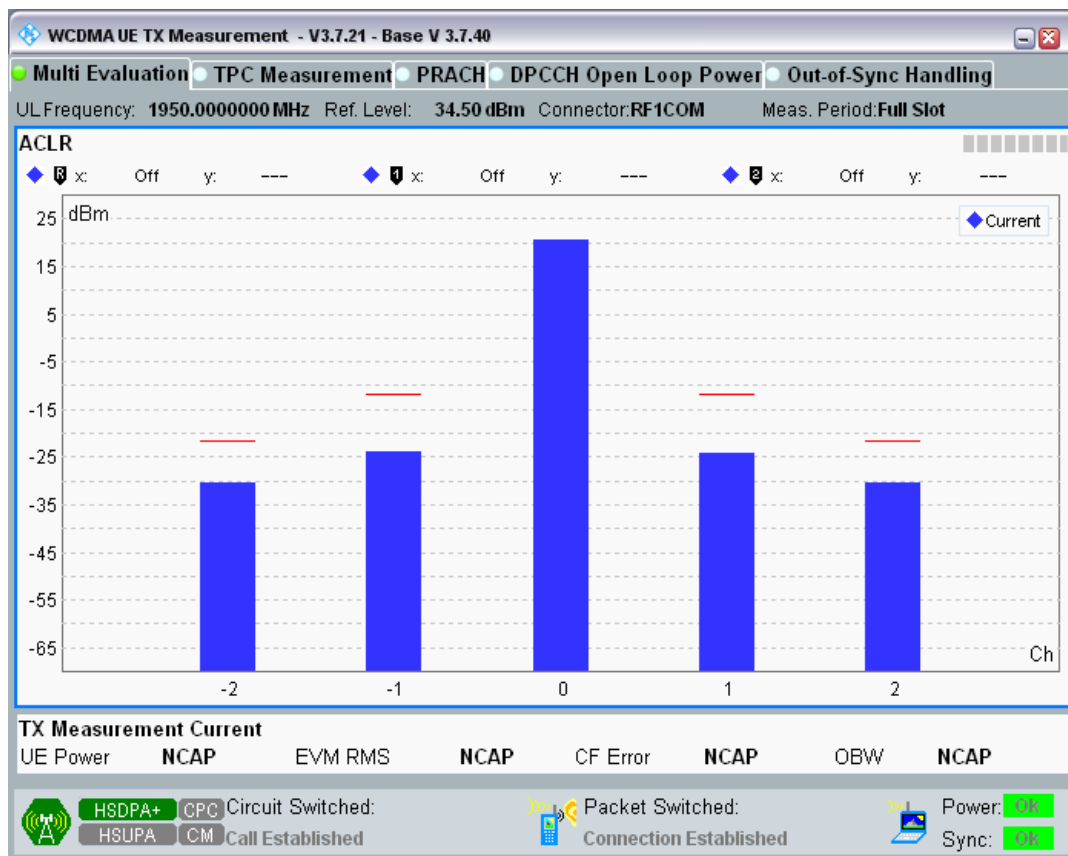 WCDMA UE TX Measurement - V3.7.21 - Base V 3.7.40
Multi Evaluation TPC Measurement PRACH DPCCH Open Loop Power Out-of-Sync Handling
UL Frequency: 1950.0000000 MHz Ref. Level: 34.50 dBm Connector:RF1COM Meas. Period:Full Slot
ACLR
R x: Off y: --- 1 x: Off y: --- 2 x: Off y: ---
dBm
Current
25
15
5
-5
-15
-25
-35
-45
-55
-65
Ch
-2 -1 0 1 2
TX Measurement Current
UE Power NCAP EVM RMS NCAP CF Error NCAP OBW NCAP
HSDPA+ CPC Circuit Switched: Packet Switched: Power: OK
HSUPA CM Call Established Connection Established Sync: OK